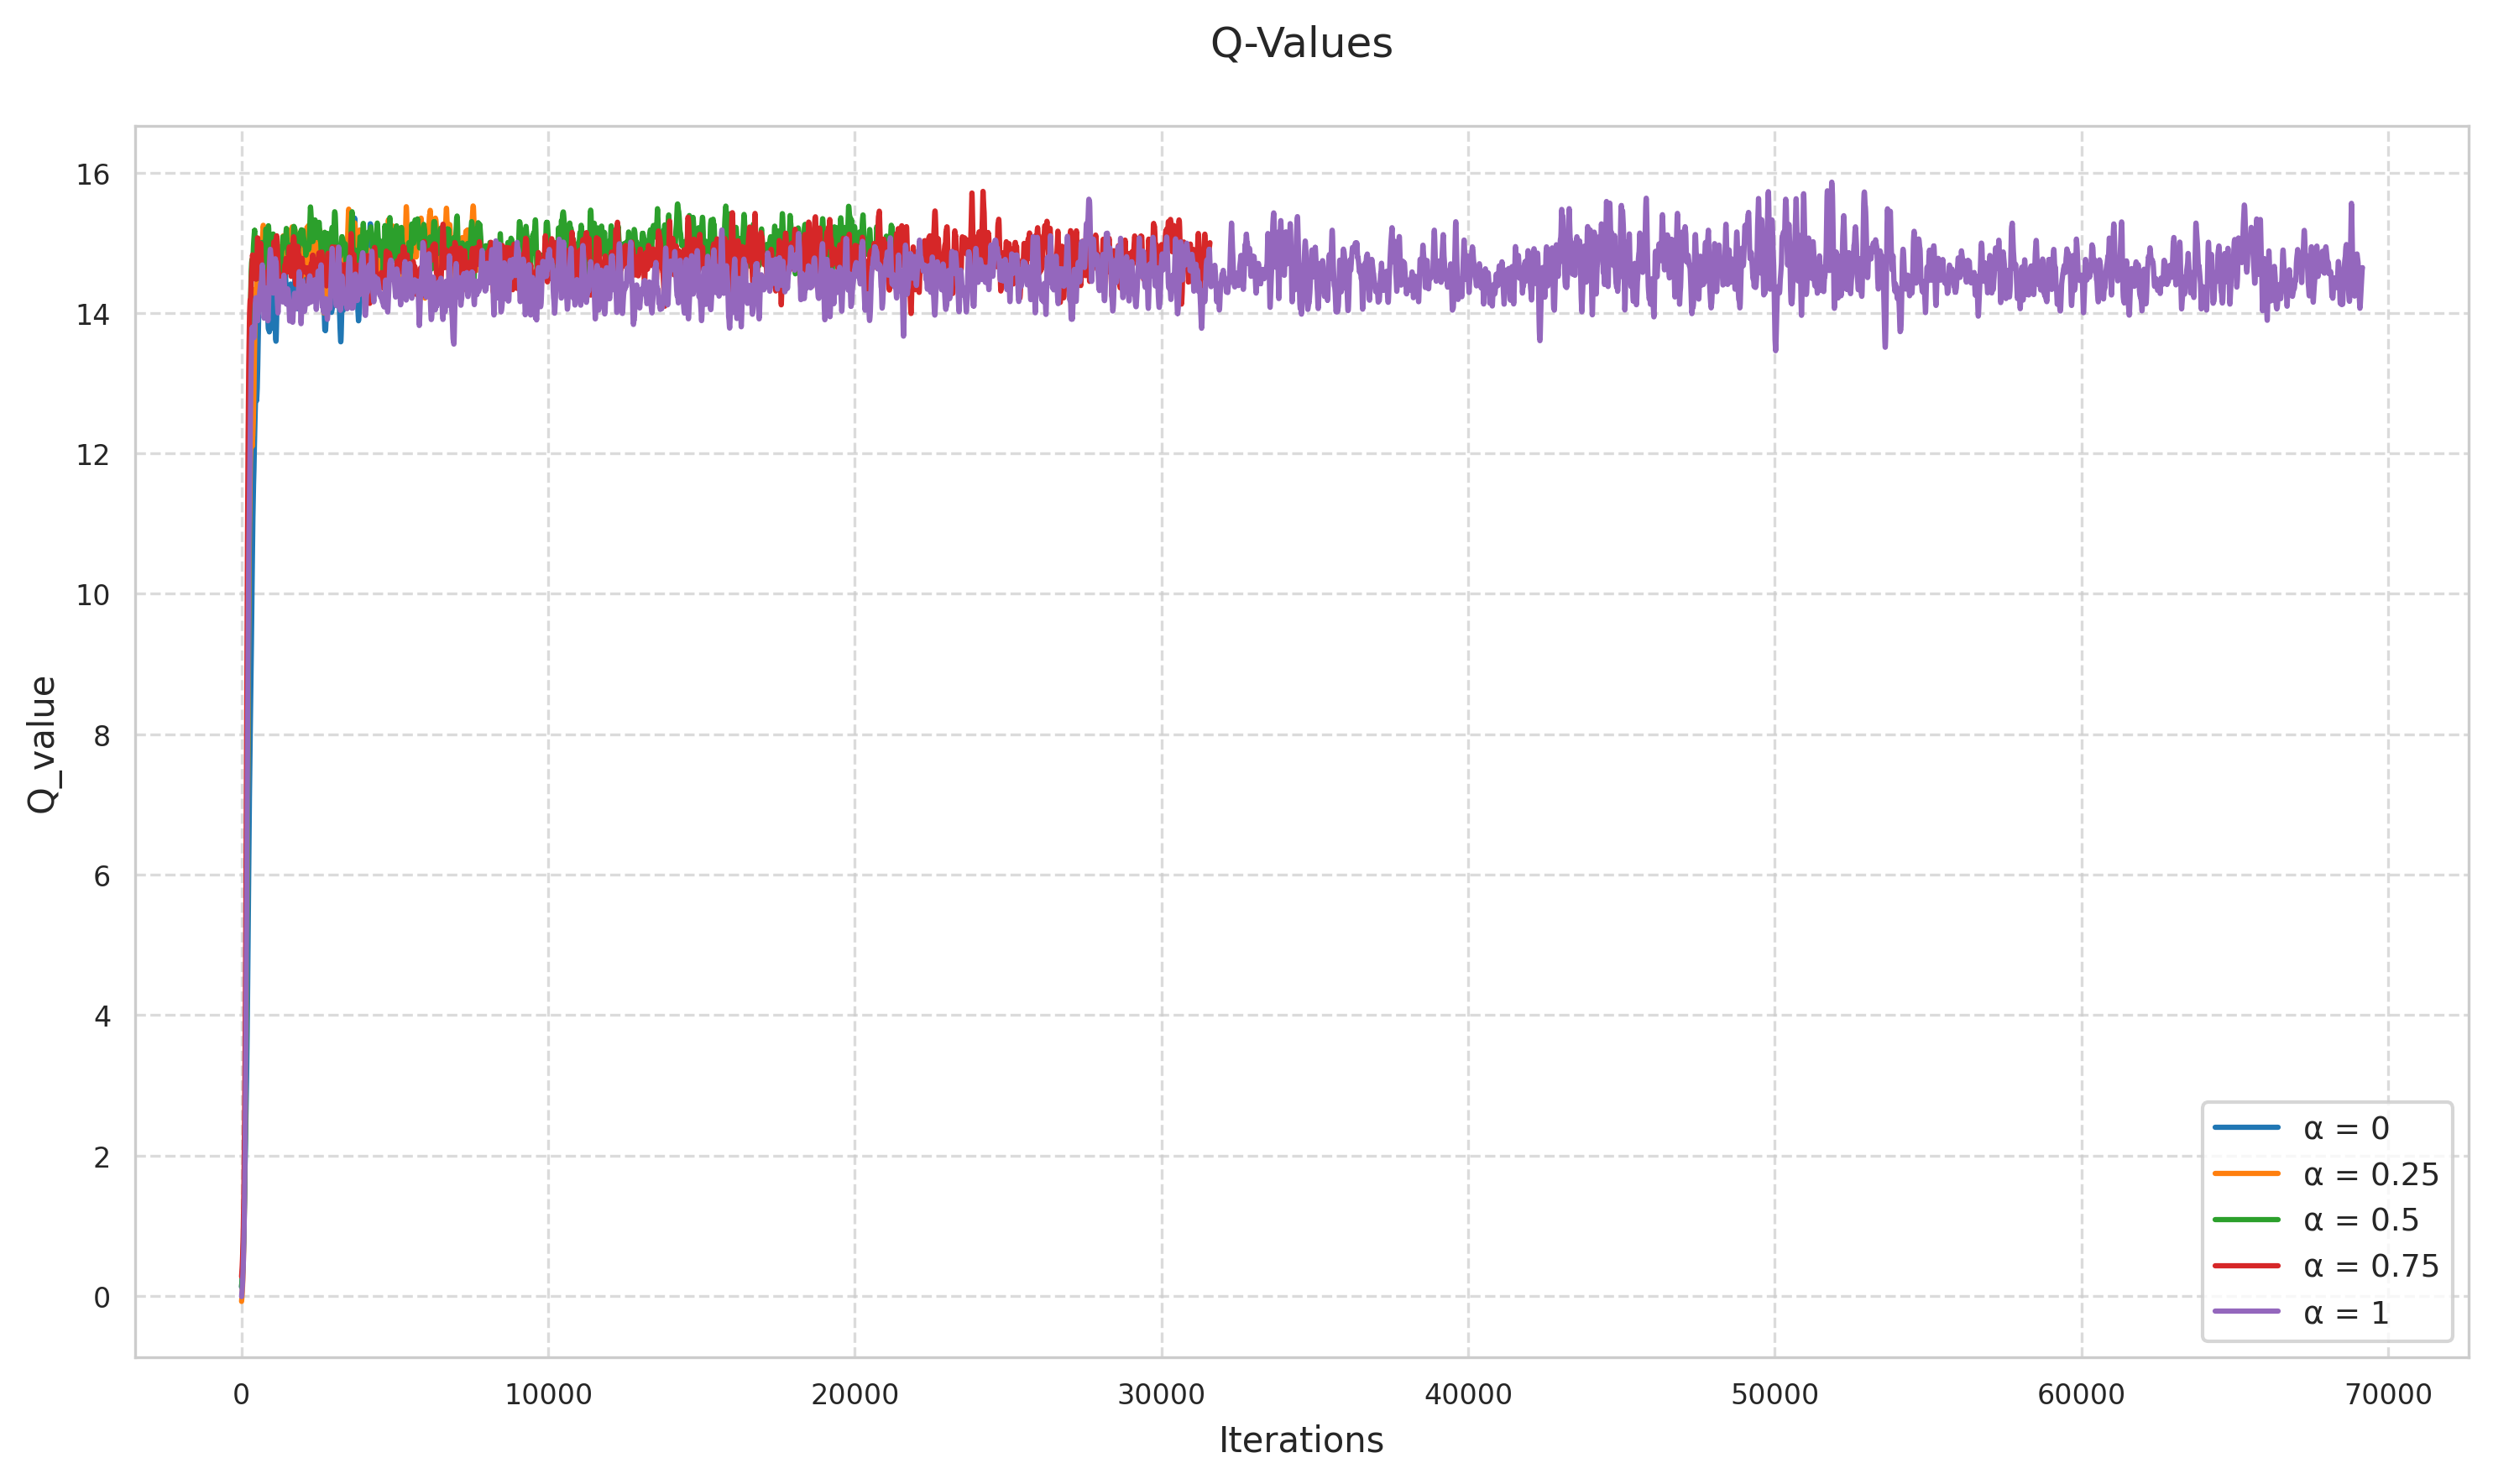 Q-Values
Q_value
16
14
12
10
8
6
4
2
0
0 10000 20000 30000 40000 50000 60000 70000
Iterations
α = 0
α = 0.25
α = 0.5
α = 0.75
α = 1